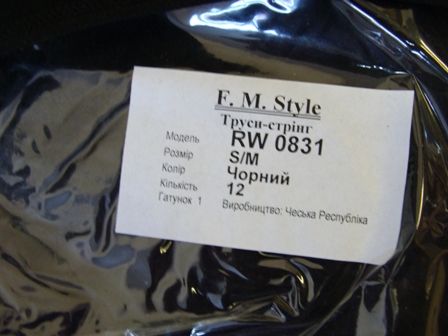 F. M. Style
Труси-стрінг
Модель RW 0831
Розмір S/M
Колір Чорний
Кількість 12
Гатунок 1 Виробництво: Чеська Республіка